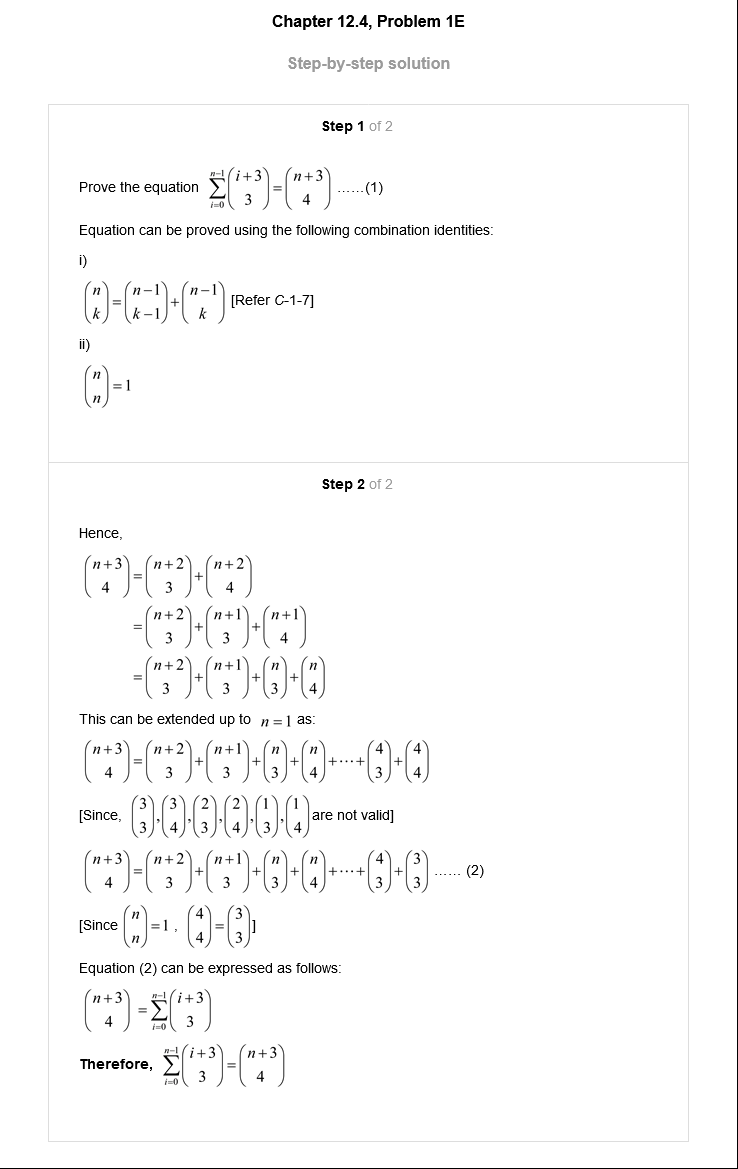 Chapter 12.4, Problem 1E
Step-by-step solution
Step 1 of 2
Prove the equation $\sum_{i=0}^{n-1}\binom{i+3}{3}=\binom{n+3}{4}$ ......(1)
Equation can be proved using the following combination identities:
i)
$\binom{n}{k}=\binom{n-1}{k-1}+\binom{n-1}{k}$ [Refer C-1-7]
ii)
$\binom{n}{n}=1$
Step 2 of 2
Hence,
$\binom{n+3}{4}=\binom{n+2}{3}+\binom{n+2}{4}$
$=\binom{n+2}{3}+\binom{n+1}{3}+\binom{n+1}{4}$
$=\binom{n+2}{3}+\binom{n+1}{3}+\binom{n}{3}+\binom{n}{4}$
This can be extended up to $n=1$ as:
$\binom{n+3}{4}=\binom{n+2}{3}+\binom{n+1}{3}+\binom{n}{3}+\binom{n}{4}+\cdots+\binom{4}{3}+\binom{4}{4}$
[Since, $\binom{3}{3},\binom{3}{4},\binom{2}{3},\binom{2}{4},\binom{1}{3},\binom{1}{4}$ are not valid]
$\binom{n+3}{4}=\binom{n+2}{3}+\binom{n+1}{3}+\binom{n}{3}+\binom{n}{4}+\cdots+\binom{4}{3}+\binom{3}{3}$ ...... (2)
[Since $\binom{n}{n}=1$ , $\binom{4}{4}=\binom{3}{3}$]
Equation (2) can be expressed as follows:
$\binom{n+3}{4}=\sum_{i=0}^{n-1}\binom{i+3}{3}$
Therefore, $\sum_{i=0}^{n-1}\binom{i+3}{3}=\binom{n+3}{4}$